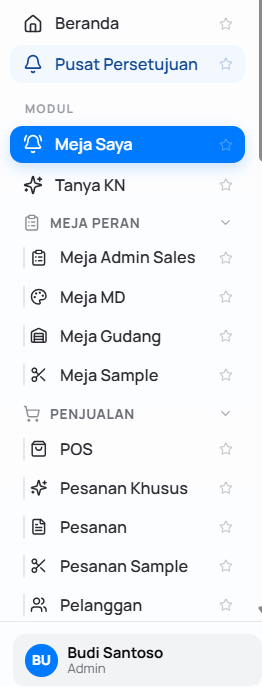 Beranda
Pusat Persetujuan
MODUL
Meja Saya
Tanya KN
MEJA PERAN
Meja Admin Sales
Meja MD
Meja Gudang
Meja Sample
PENJUALAN
POS
Pesanan Khusus
Pesanan
Pesanan Sample
Pelanggan
BU
Budi Santoso
Admin